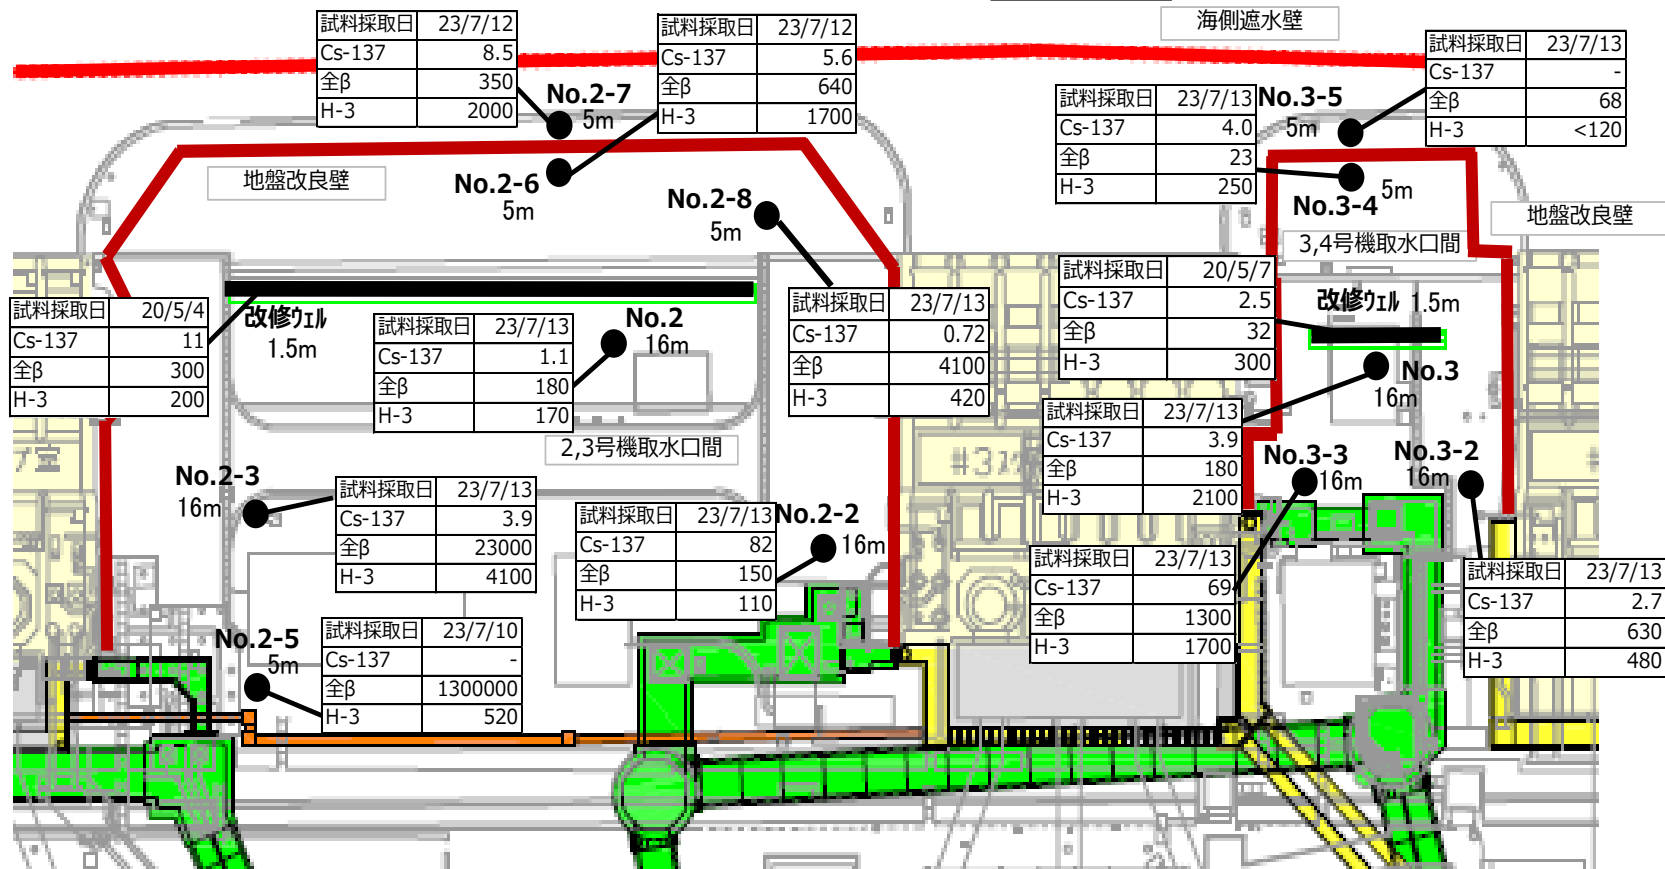 海側遮水壁
試料採取日 23/7/12
Cs-137 8.5
全β 350
H-3 2000
No.2-7
5m
試料採取日 23/7/12
Cs-137 5.6
全β 640
H-3 1700
No.2-6
5m
地盤改良壁
No.2-8
5m
試料採取日 23/7/13
Cs-137 0.72
全β 4100
H-3 420
試料採取日 23/7/13
Cs-137 4.0
全β 23
H-3 250
No.3-5
5m
試料採取日 23/7/13
Cs-137 -
全β 68
H-3 <120
No.3-4
5m
地盤改良壁
3,4号機取水口間
試料採取日 20/5/4
Cs-137 11
全β 300
H-3 200
改修ウェル
1.5m
試料採取日 23/7/13
Cs-137 1.1
全β 180
H-3 170
No.2
16m
2,3号機取水口間
試料採取日 20/5/7
Cs-137 2.5
全β 32
H-3 300
改修ウェル 1.5m
No.3
16m
試料採取日 23/7/13
Cs-137 3.9
全β 180
H-3 2100
No.2-3
16m
試料採取日 23/7/13
Cs-137 3.9
全β 23000
H-3 4100
試料採取日 23/7/13
Cs-137 82
全β 150
H-3 110
No.2-2
16m
No.3-3
16m
試料採取日 23/7/13
Cs-137 69
全β 1300
H-3 1700
No.3-2
16m
試料採取日 23/7/13
Cs-137 2.7
全β 630
H-3 480
No.2-5
5m
試料採取日 23/7/10
Cs-137 -
全β 1300000
H-3 520